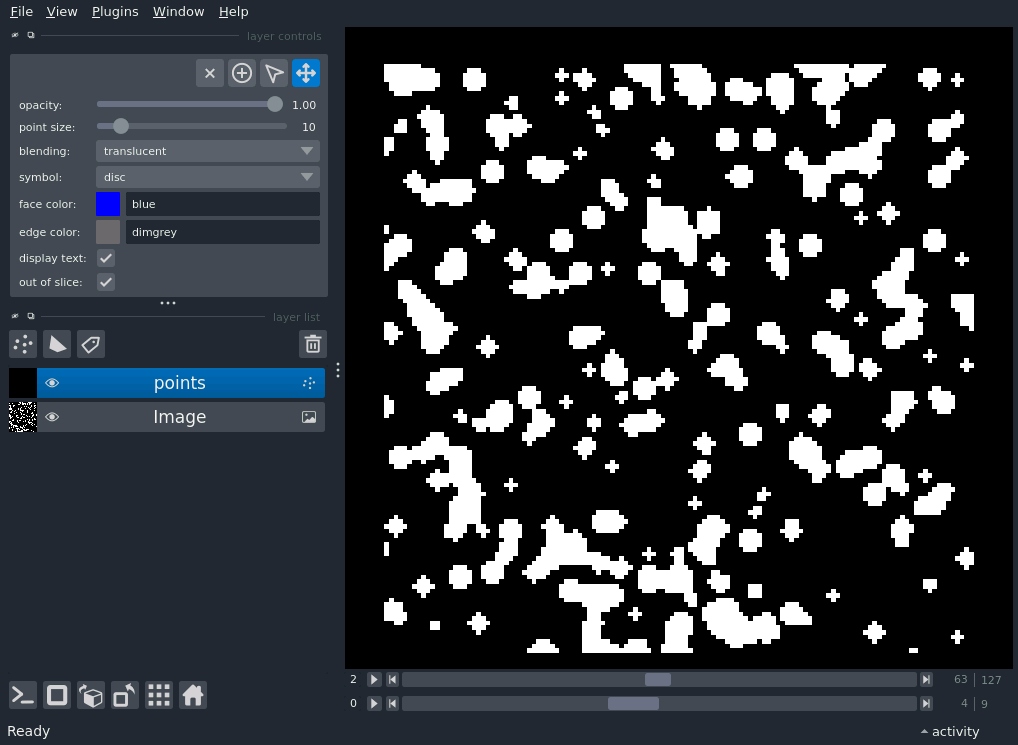 File View Plugins Window Help
layer controls
opacity: 1.00
point size: 10
blending: translucent
symbol: disc
face color: blue
edge color: dimgrey
display text:
out of slice:
layer list
points
Image
2 63 127
0 4 9
Ready activity